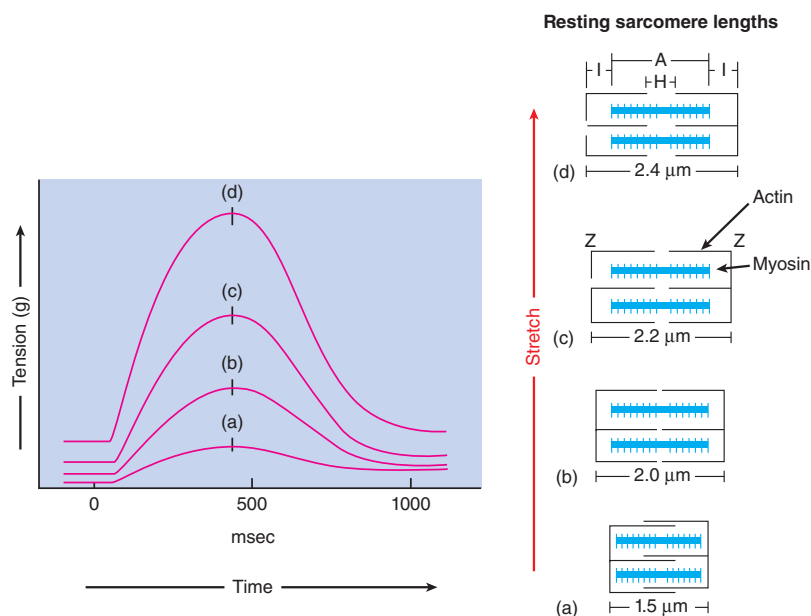 Resting sarcomere lengths
A
I
I
H
(d)
2.4 µm
Actin
Z
Z
Myosin
(c)
2.2 µm
Stretch
(b)
2.0 µm
(a)
1.5 µm
(d)
(c)
(b)
(a)
Tension (g)
0
500
1000
msec
Time